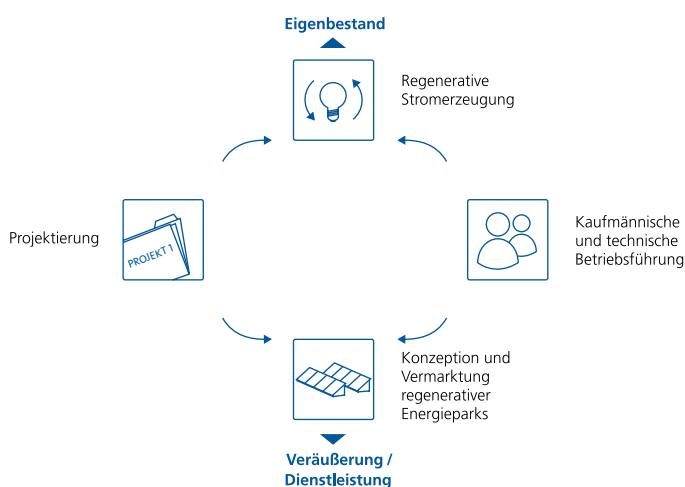 Eigenbestand
Regenerative
Stromerzeugung
Projektierung
PROJEKT 1
Kaufmännische
und technische
Betriebsführung
Konzeption und
Vermarktung
regenerativer
Energieparks
Veräußerung /
Dienstleistung